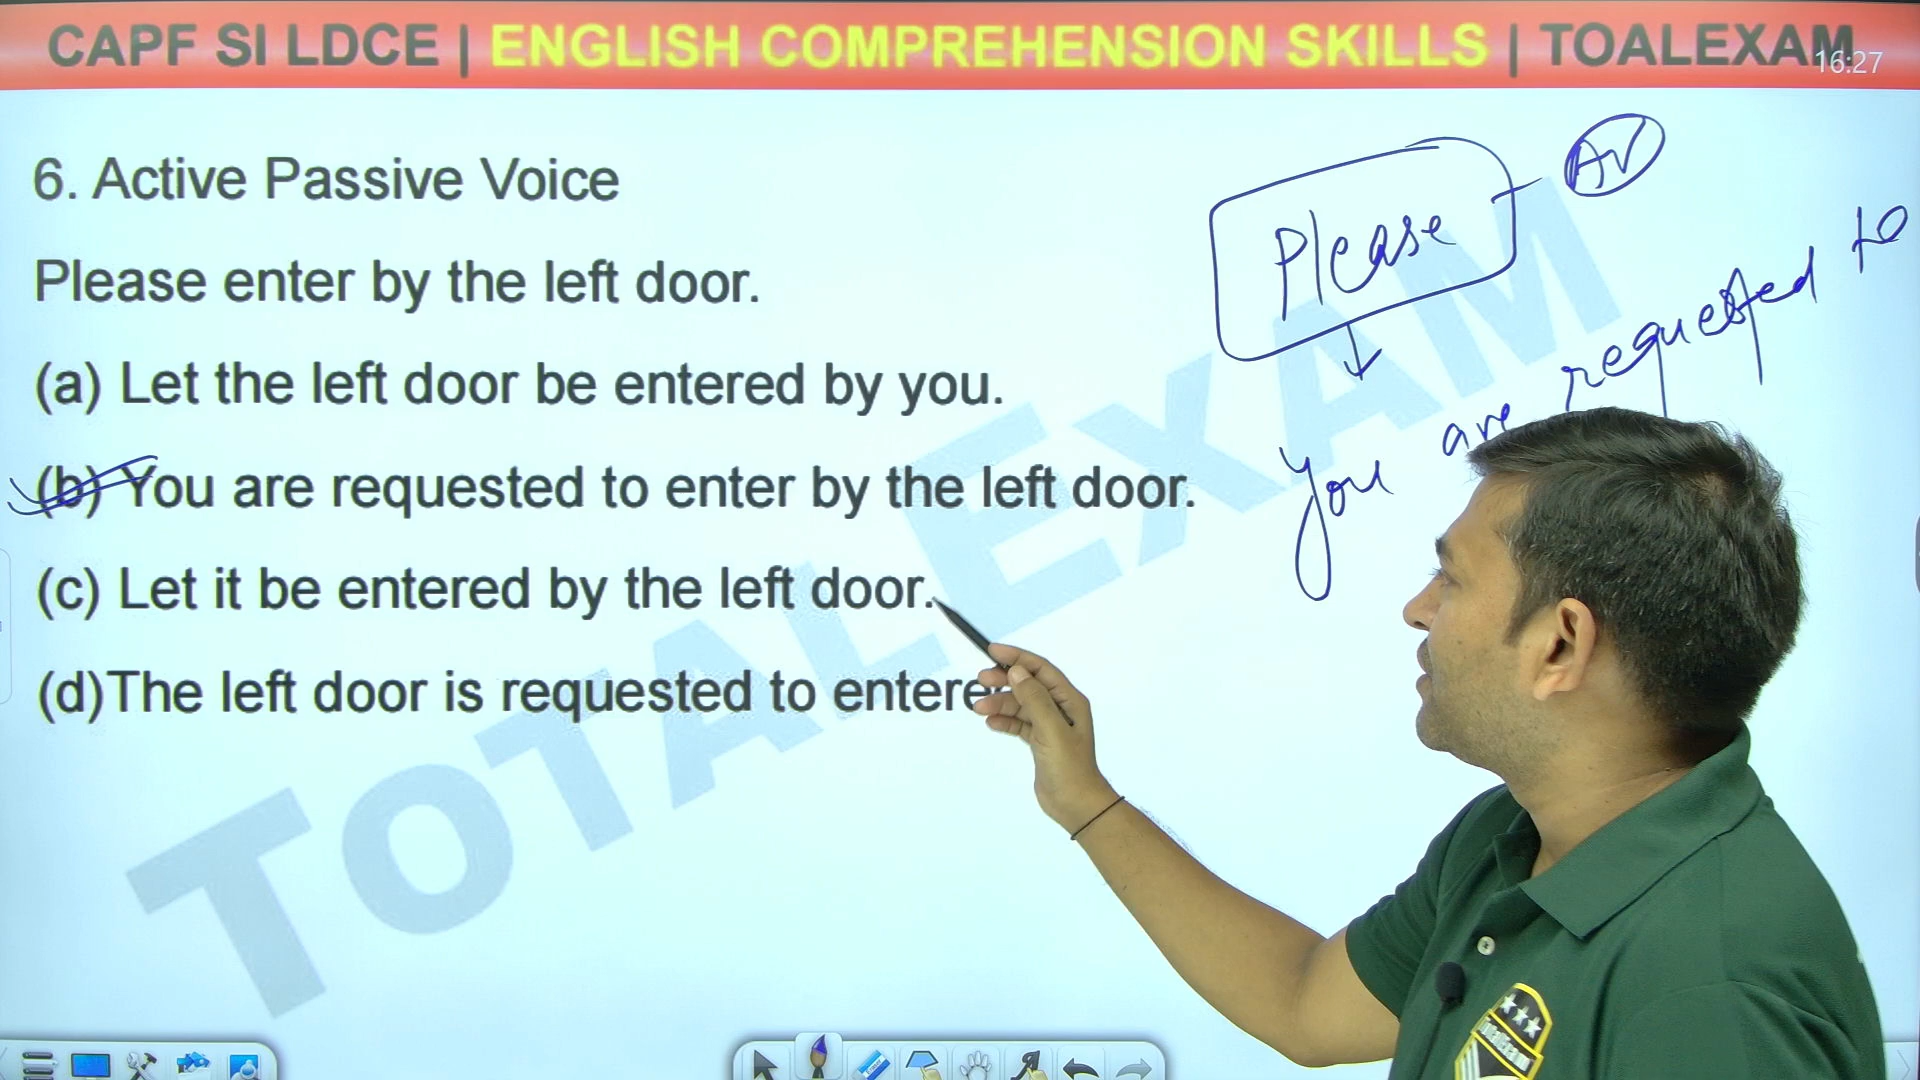 CAPF SI LDCE | ENGLISH COMPREHENSION SKILLS | TOALEXAM
16:27
6. Active Passive Voice
Please enter by the left door.
(a) Let the left door be entered by you.
(b) You are requested to enter by the left door.
(c) Let it be entered by the left door.
(d)The left door is requested to entere
Please
AV
You are requested to
TOTALEXAM
TotalExam